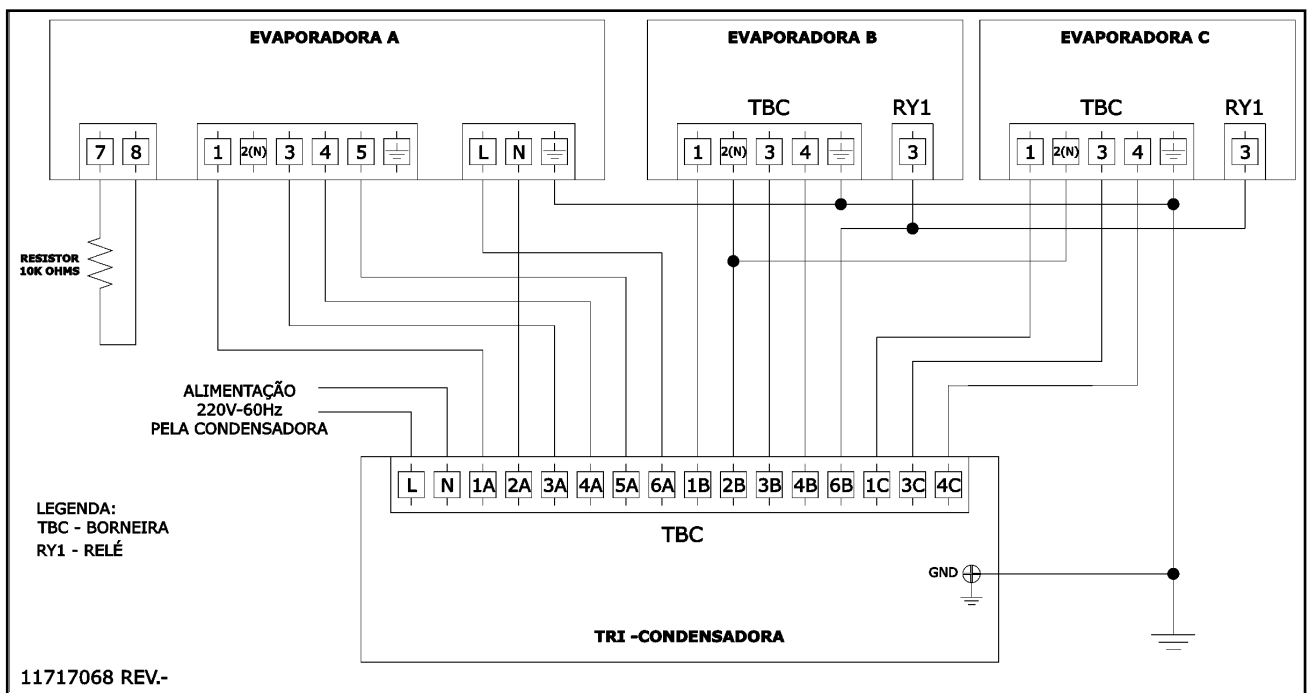 EVAPORADORA A
EVAPORADORA B
EVAPORADORA C
TBC
RY1
TBC
RY1
7 8
1 2(N) 3 4 5
L N
1 2(N) 3 4
3
1 2(N) 3 4
3
RESISTOR
10K OHMS
ALIMENTAÇÃO
220V-60Hz
PELA CONDENSADORA
L N 1A 2A 3A 4A 5A 6A 1B 2B 3B 4B 6B 1C 3C 4C
TBC
LEGENDA:
TBC - BORNEIRA
RY1 - RELÉ
GND
TRI -CONDENSADORA
11717068 REV.-